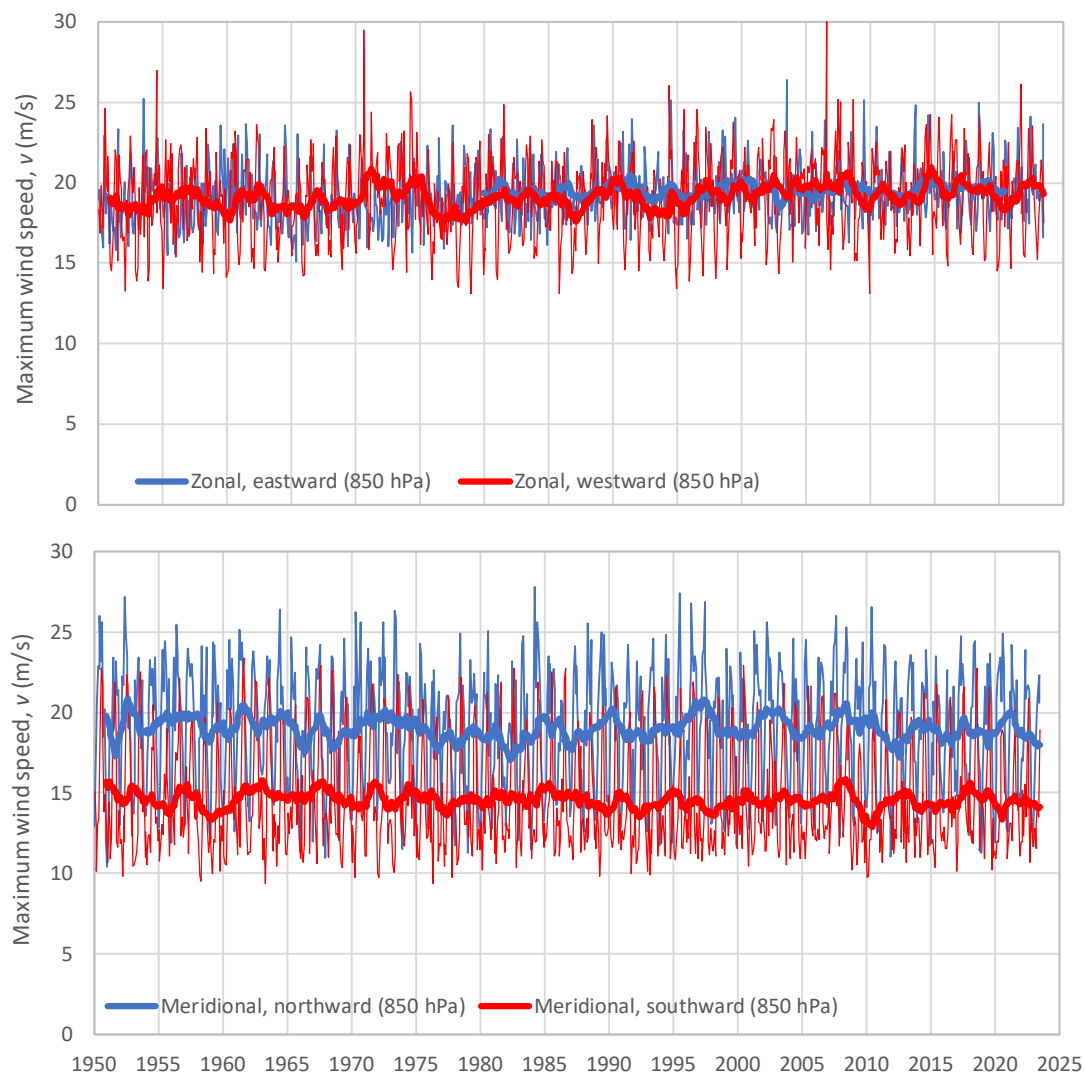 30
25
20
15
10
5
0
Maximum wind speed, v (m/s)
Zonal, eastward (850 hPa) Zonal, westward (850 hPa)
30
25
20
15
10
5
0
Maximum wind speed, v (m/s)
Meridional, northward (850 hPa) Meridional, southward (850 hPa)
1950 1955 1960 1965 1970 1975 1980 1985 1990 1995 2000 2005 2010 2015 2020 2025